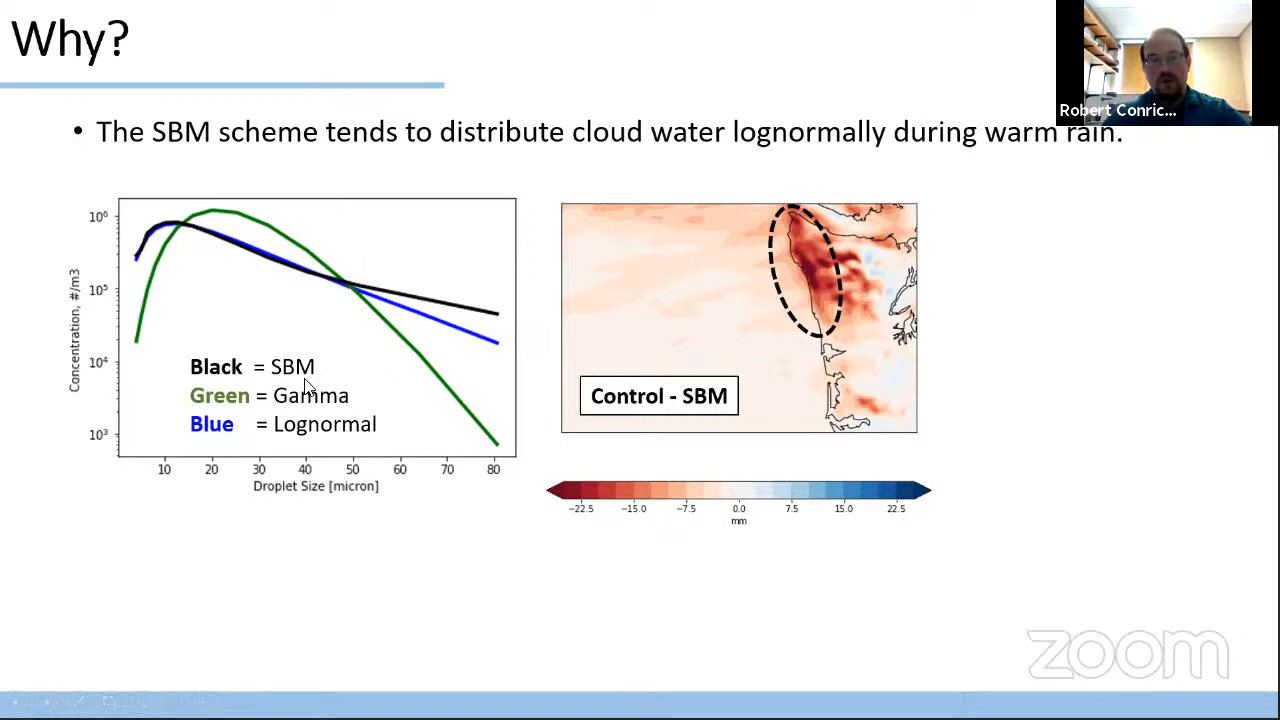 Why?
Robert Conric...
• The SBM scheme tends to distribute cloud water lognormally during warm rain.
Concentration, #/m3
10⁶
10⁵
10⁴
10³
Black = SBM
Green = Gamma
Blue = Lognormal
10 20 30 40 50 60 70 80
Droplet Size [micron]
Control - SBM
−22.5 −15.0 −7.5 0.0 7.5 15.0 22.5
mm
zoom